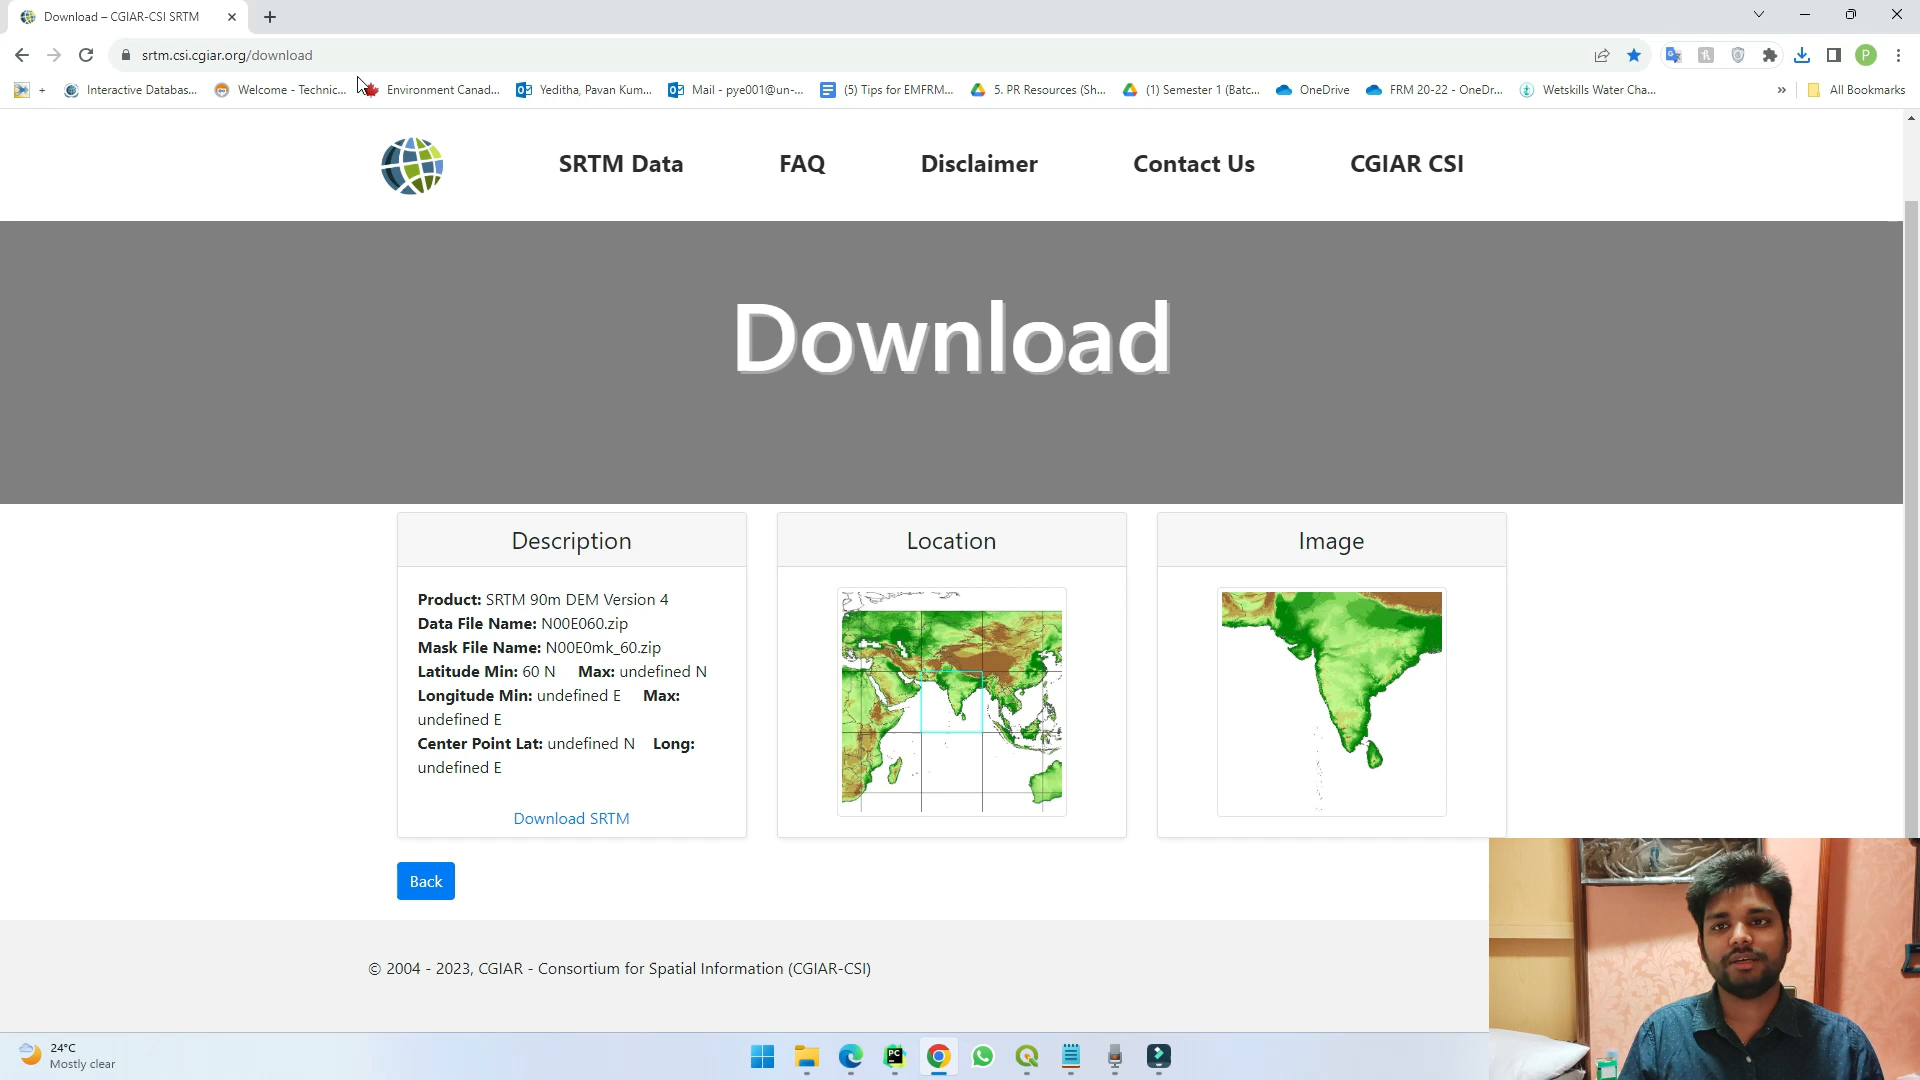 Download – CGIAR-CSI SRTM
srtm.csi.cgiar.org/download
P
+
Interactive Databas...
Welcome - Technic...
Environment Canad...
Yeditha, Pavan Kum...
Mail - pye001@un-...
(5) Tips for EMFRM...
5. PR Resources (Sh...
(1) Semester 1 (Batc...
OneDrive
FRM 20-22 - OneDr...
Wetskills Water Cha...
»
All Bookmarks
SRTM Data
FAQ
Disclaimer
Contact Us
CGIAR CSI
Download
Description
Product: SRTM 90m DEM Version 4
Data File Name: N00E060.zip
Mask File Name: N00E0mk_60.zip
Latitude Min: 60 N Max: undefined N
Longitude Min: undefined E Max:
undefined E
Center Point Lat: undefined N Long:
undefined E
Download SRTM
Location
Image
Back
© 2004 - 2023, CGIAR - Consortium for Spatial Information (CGIAR-CSI)
24°C
Mostly clear
PC